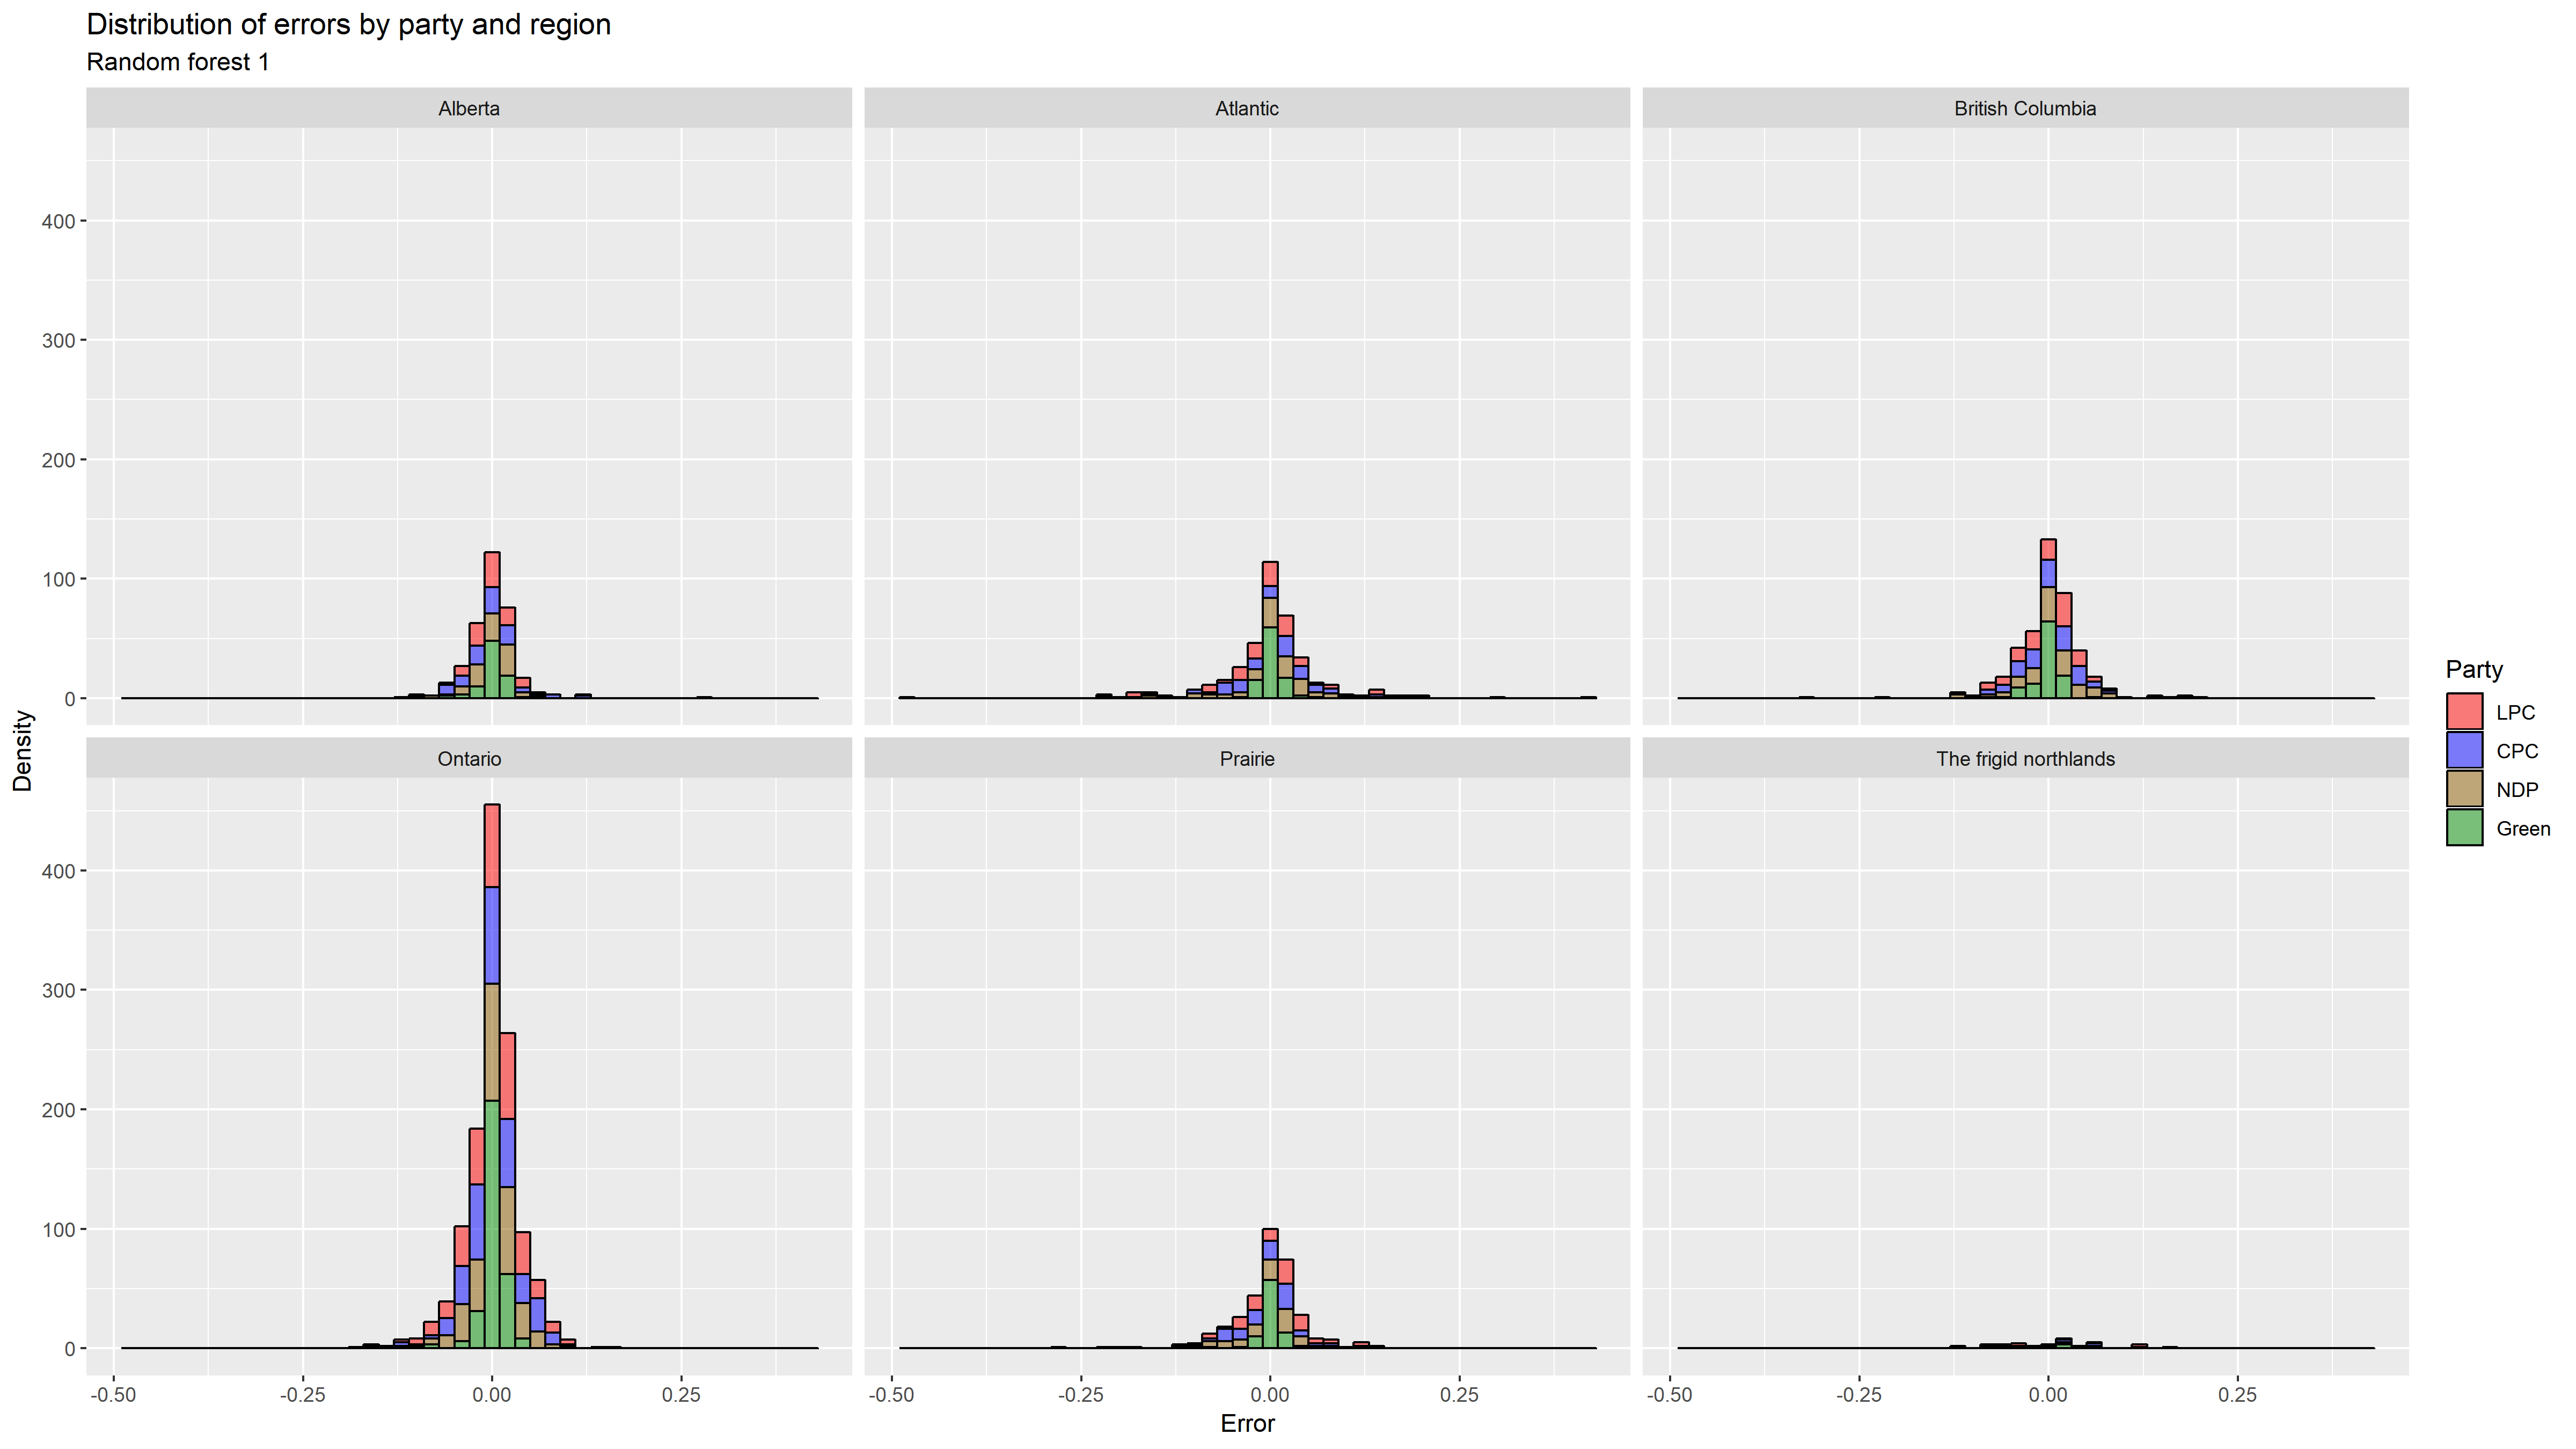 Distribution of errors by party and region
Random forest 1
Alberta
Atlantic
British Columbia
400
300
200
100
0
Ontario
Prairie
The frigid northlands
400
300
200
100
0
-0.50
-0.25
0.00
0.25
-0.50
-0.25
0.00
0.25
-0.50
-0.25
0.00
0.25
Error
Density
Party
LPC
CPC
NDP
Green